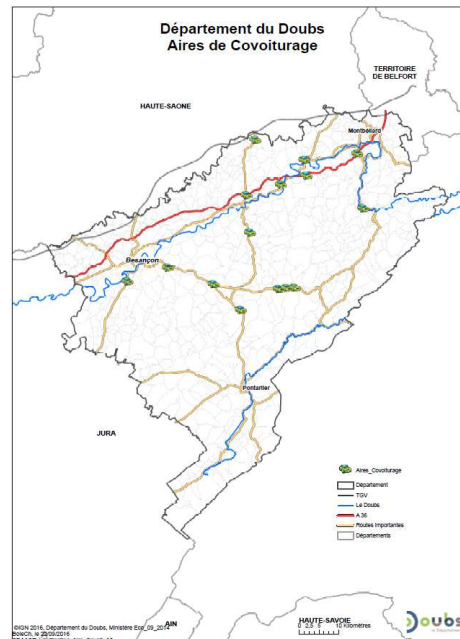 Département du Doubs
Aires de Covoiturage
TERRITOIRE
DE BELFORT
HAUTE-SAONE
Montbéliard
Besançon
Pontarlier
JURA
Aires_Covoiturage
Département
TGV
Le Doubs
A 36
Routes Importantes
Départements
©IGN 2016, Département du Doubs, Ministère Eco_09_2014
AIN
HAUTE-SAVOIE
0 2,5 5 10 Kilomètres
Doubs